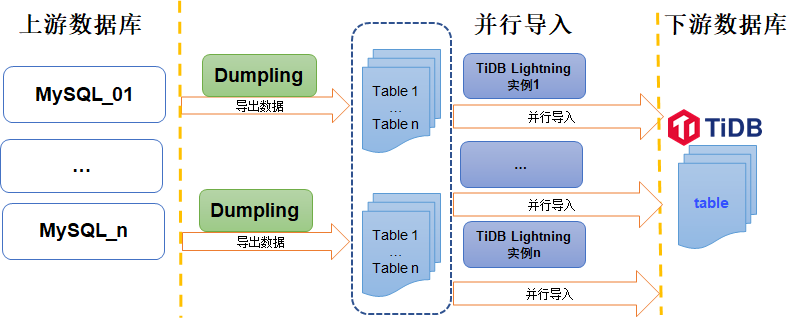 上游数据库
并行导入
下游数据库
MySQL_01
Dumpling
导出数据
Table 1
...
Table n
TiDB Lightning
实例1
并行导入
TiDB
...
...
并行导入
table
MySQL_n
Dumpling
导出数据
Table 1
...
Table n
TiDB Lightning
实例n
并行导入